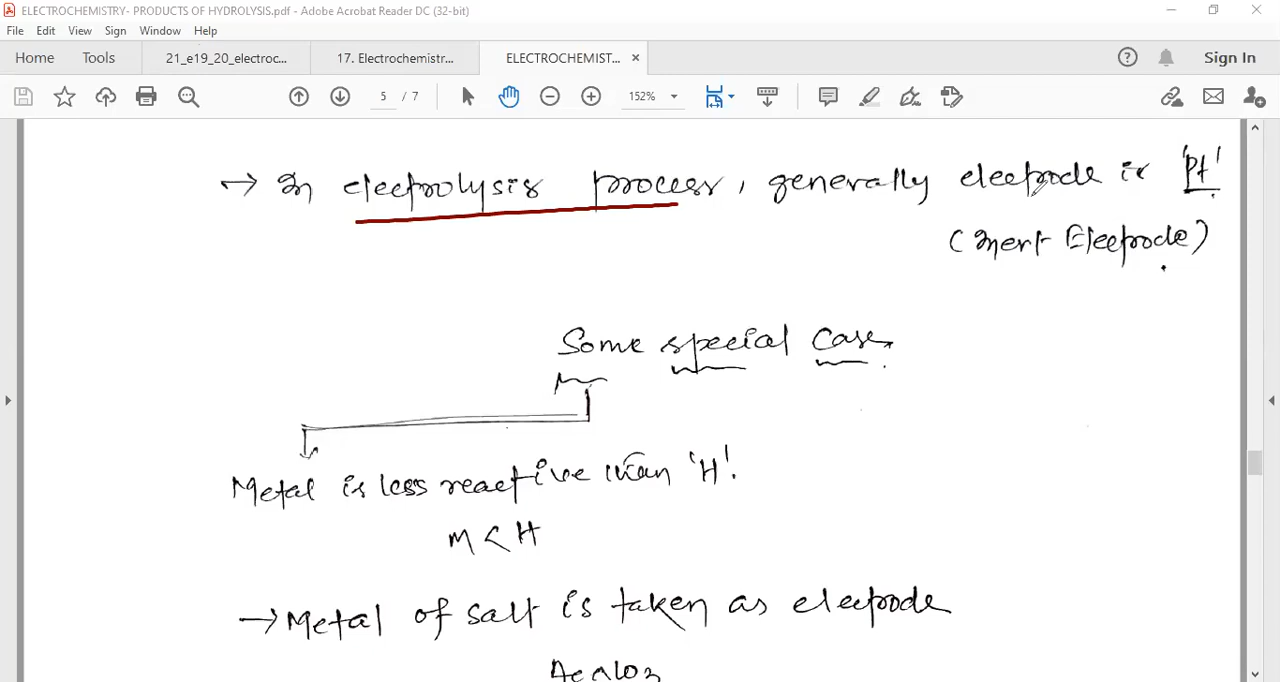 ELECTROCHEMISTRY- PRODUCTS OF HYDROLYSIS.pdf - Adobe Acrobat Reader DC (32-bit)
File Edit View Sign Window Help
Home Tools 21_e19_20_electroc... 17. Electrochemistr... ELECTROCHEMIST... × Sign In
5 / 7 152%
→ In electrolysis process, generally electrode is 'Pt'
(Inert Electrode)
Some special case
Metal is less reactive than 'H'.
M < H
→ Metal of salt is taken as electrode
AgNO3